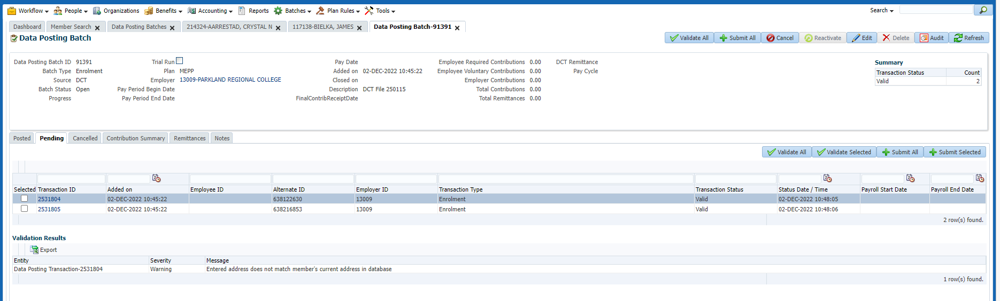 Workflow People Organizations Benefits Accounting Reports Batches Plan Rules Tools Search
Dashboard Member Search Data Posting Batches 214324-AARRESTAD, CRYSTAL N 117138-BIELKA, JAMES Data Posting Batch-91391
Data Posting Batch Validate All Submit All Cancel Reactivate Edit Delete Audit Refresh
Data Posting Batch ID 91391 Trial Run Pay Date Employee Required Contributions 0.00 DCT Remittance Summary
Batch Type Enrolment Plan MEPP Added on 02-DEC-2022 10:45:22 Employee Voluntary Contributions 0.00 Pay Cycle Transaction Status Count
Source DCT Employer 13009-PARKLAND REGIONAL COLLEGE Closed on Employer Contributions 0.00 Valid 2
Batch Status Open Pay Period Begin Date Description DCT File 250115 Total Contributions 0.00
Progress Pay Period End Date FinalContribReceiptDate Total Remittances 0.00
Posted Pending Cancelled Contribution Summary Remittances Notes
Validate All Validate Selected Submit All Submit Selected
Selected Transaction ID Added on Employee ID Alternate ID Employer ID Transaction Type Transaction Status Status Date / Time Payroll Start Date Payroll End Date
2531804 02-DEC-2022 10:45:22 638122630 13009 Enrolment Valid 02-DEC-2022 10:48:05
2531805 02-DEC-2022 10:45:22 638216853 13009 Enrolment Valid 02-DEC-2022 10:48:06
2 row(s) found.
Validation Results
Export
Entity Severity Message
Data Posting Transaction-2531804 Warning Entered address does not match member's current address in database
1 row(s) found.